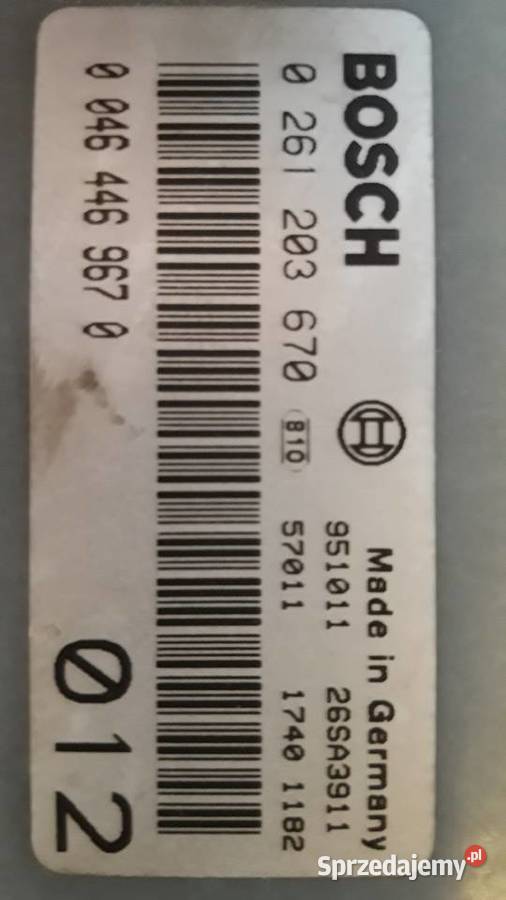 BOSCH
Made in Germany
951011 26SA3911
0 261 203 670 810 57011 1740 1182
0 046 446 967 0
012
Sprzedajemy.pl